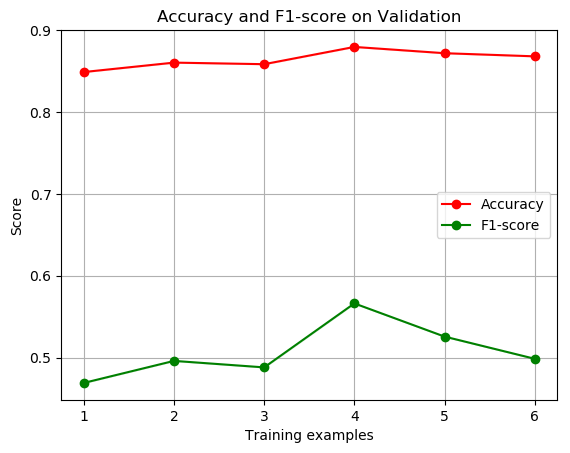 Accuracy and F1-score on Validation
0.9
0.8
0.7
0.6
0.5
Score
Accuracy
F1-score
1 2 3 4 5 6
Training examples